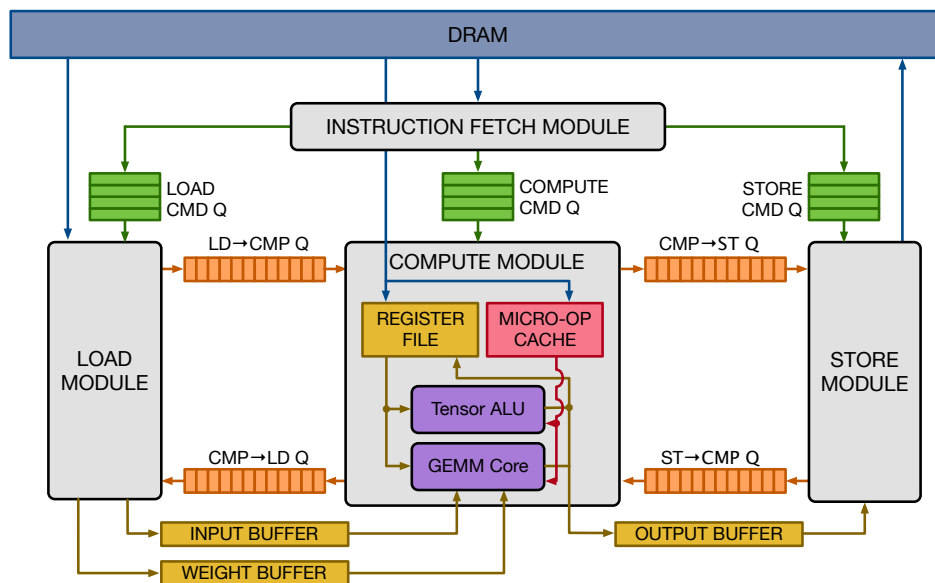 DRAM
INSTRUCTION FETCH MODULE
LOAD
CMD Q
COMPUTE
CMD Q
STORE
CMD Q
LD→CMP Q
CMP→ST Q
COMPUTE MODULE
REGISTER
FILE
MICRO-OP
CACHE
LOAD
MODULE
STORE
MODULE
Tensor ALU
GEMM Core
CMP→LD Q
ST→CMP Q
INPUT BUFFER
OUTPUT BUFFER
WEIGHT BUFFER